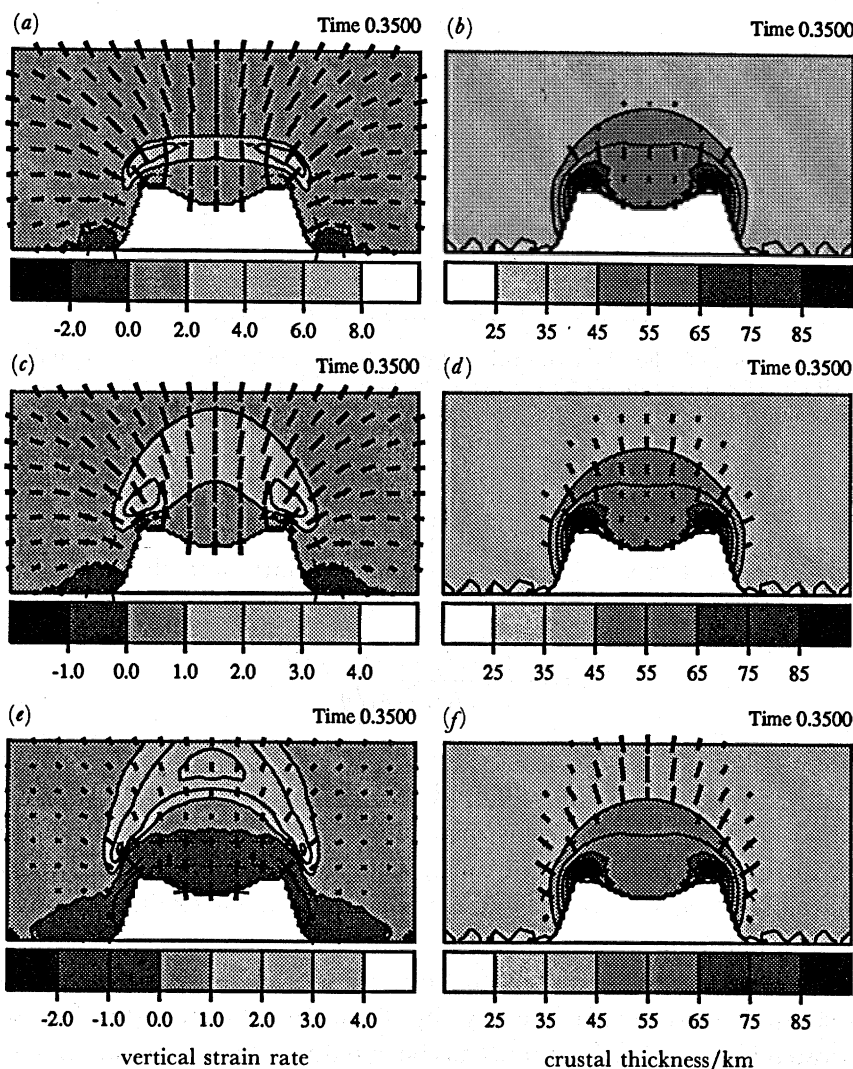 (a) Time 0.3500 (b) Time 0.3500
-2.0 0.0 2.0 4.0 6.0 8.0 25 35 45 55 65 85
(c) Time 0.3500 (d) Time 0.3500
-1.0 0.0 1.0 2.0 3.0 4.0 25 35 45 55 65 85
(e) Time 0.3500 (f) Time 0.3500
-2.0 -1.0 0.0 1.0 2.0 3.0 4.0 25 35 45 55 65 85
vertical strain rate crustal thickness/km